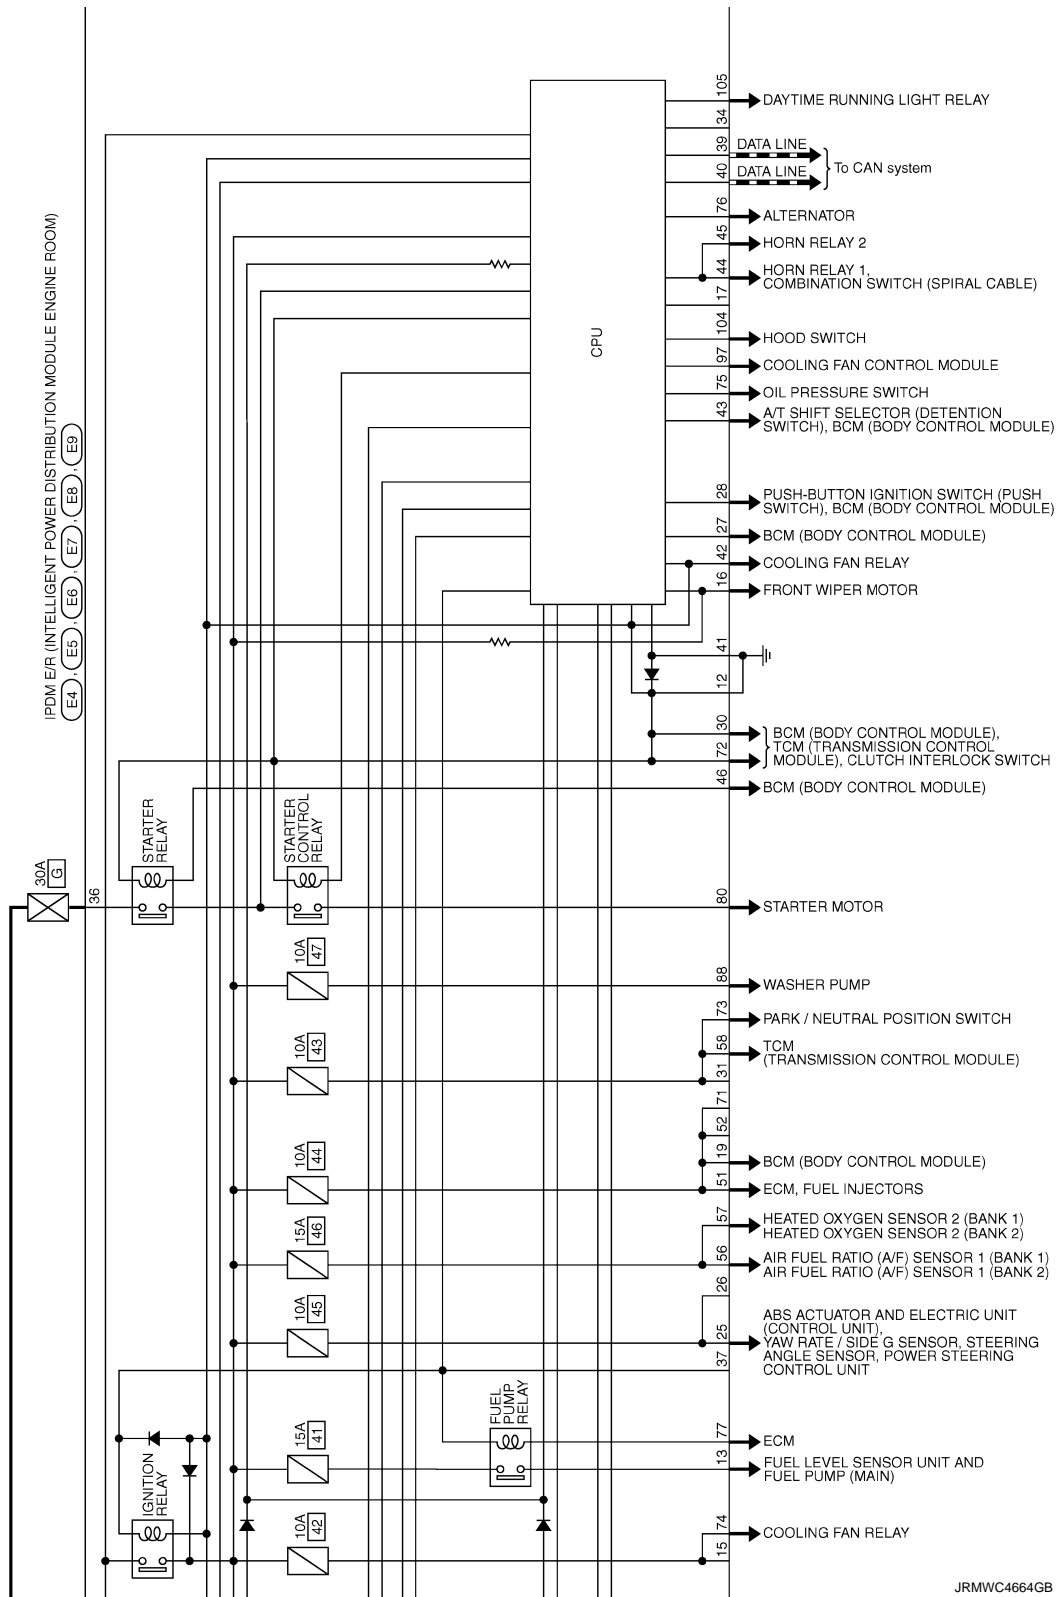 IPDM E/R (INTELLIGENT POWER DISTRIBUTION MODULE ENGINE ROOM)
E4 , E5 , E6 , E7 , E8 , E9
CPU
105
DAYTIME RUNNING LIGHT RELAY
34
39
DATA LINE
40
DATA LINE
To CAN system
76
ALTERNATOR
45
HORN RELAY 2
44
HORN RELAY 1,
COMBINATION SWITCH (SPIRAL CABLE)
17
104
HOOD SWITCH
97
COOLING FAN CONTROL MODULE
75
OIL PRESSURE SWITCH
43
A/T SHIFT SELECTOR (DETENTION
SWITCH), BCM (BODY CONTROL MODULE)
28
PUSH-BUTTON IGNITION SWITCH (PUSH
SWITCH), BCM (BODY CONTROL MODULE)
27
BCM (BODY CONTROL MODULE)
42
COOLING FAN RELAY
16
FRONT WIPER MOTOR
41
12
30
72
BCM (BODY CONTROL MODULE),
TCM (TRANSMISSION CONTROL
MODULE), CLUTCH INTERLOCK SWITCH
46
BCM (BODY CONTROL MODULE)
STARTER
RELAY
STARTER
CONTROL
RELAY
30A
G
36
80
STARTER MOTOR
10A
47
88
WASHER PUMP
73
PARK / NEUTRAL POSITION SWITCH
10A
43
58
TCM
(TRANSMISSION CONTROL MODULE)
31
71
52
10A
44
19
BCM (BODY CONTROL MODULE)
51
ECM, FUEL INJECTORS
15A
46
57
HEATED OXYGEN SENSOR 2 (BANK 1)
HEATED OXYGEN SENSOR 2 (BANK 2)
56
AIR FUEL RATIO (A/F) SENSOR 1 (BANK 1)
AIR FUEL RATIO (A/F) SENSOR 1 (BANK 2)
26
10A
45
25
ABS ACTUATOR AND ELECTRIC UNIT
(CONTROL UNIT),
YAW RATE / SIDE G SENSOR, STEERING
ANGLE SENSOR, POWER STEERING
CONTROL UNIT
37
FUEL
PUMP
RELAY
15A
41
77
ECM
13
FUEL LEVEL SENSOR UNIT AND
FUEL PUMP (MAIN)
IGNITION
RELAY
10A
42
74
COOLING FAN RELAY
15
JRMWC4664GB